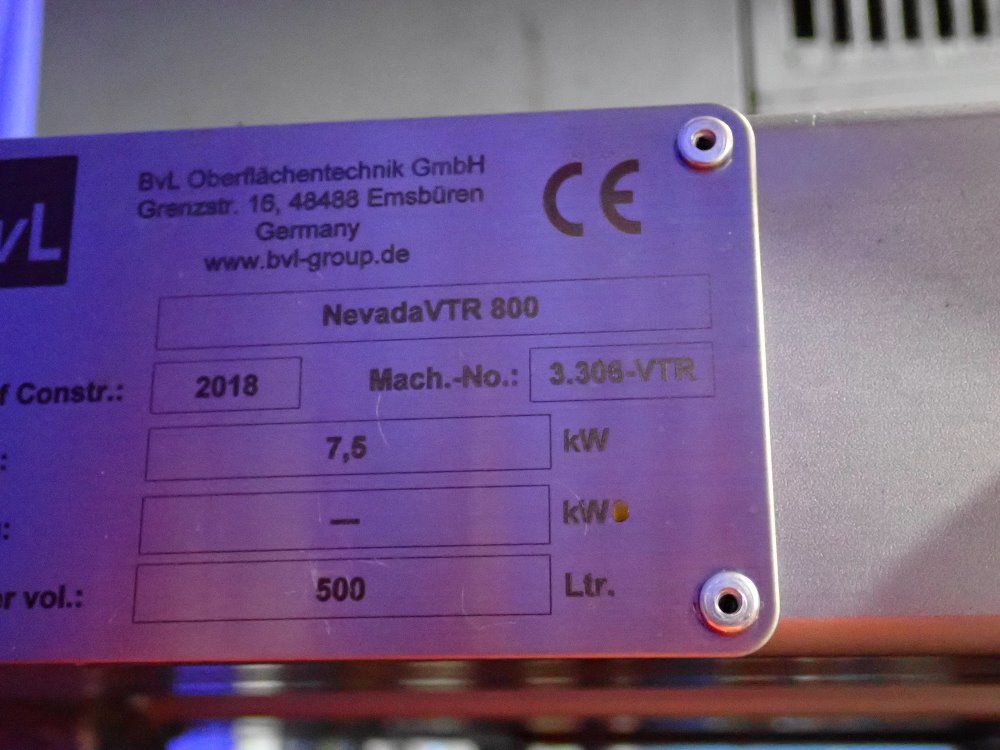 vL
BvL Oberflächentechnik GmbH
Grenzstr. 16, 48488 Emsbüren
Germany
www.bvl-group.de
CE
NevadaVTR 800
f Constr.: 2018 Mach.-No.: 3.306-VTR
: 7,5 kW
: — kW
er vol.: 500 Ltr.